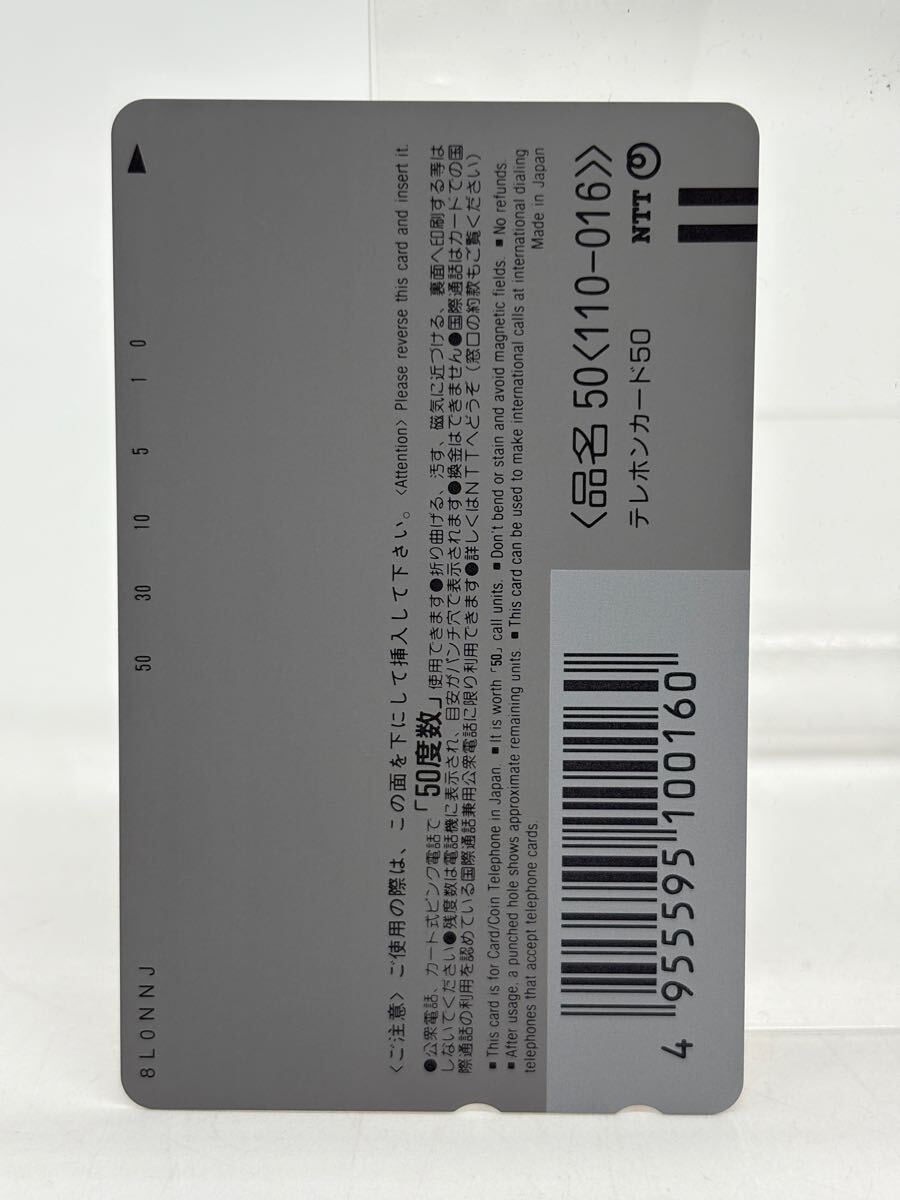 8L0NNJ
50 30 10 5 1 0
〈ご注意〉ご使用の際は、この面を下にして挿入して下さい。〈Attention〉Please reverse this card and insert it.
●公衆電話、カード式ピンク電話で「50度数」使用できます●折り曲げる、汚す、磁気に近づける、裏面へ印刷する等は
しないでください●残度数は電話機に表示され、目安がパンチ穴で表示されます●換金はできません●国際通話はカードでの国
際通話の利用を認めている国際通話兼用公衆電話に限り利用できます●詳しくはNTTへどうぞ（窓口の約款もご覧ください）
■This card is for Card/Coin Telephone in Japan. ■It is worth「50」call units. ■Don't bend or stain and avoid magnetic fields. ■No refunds.
■After usage, a punched hole shows approximate remaining units. ■This card can be used to make international calls at international dialing
telephones that accept telephone cards.
Made in Japan
〈品名 50〈110-016〉〉
テレホンカード50
NTT
4955595100160